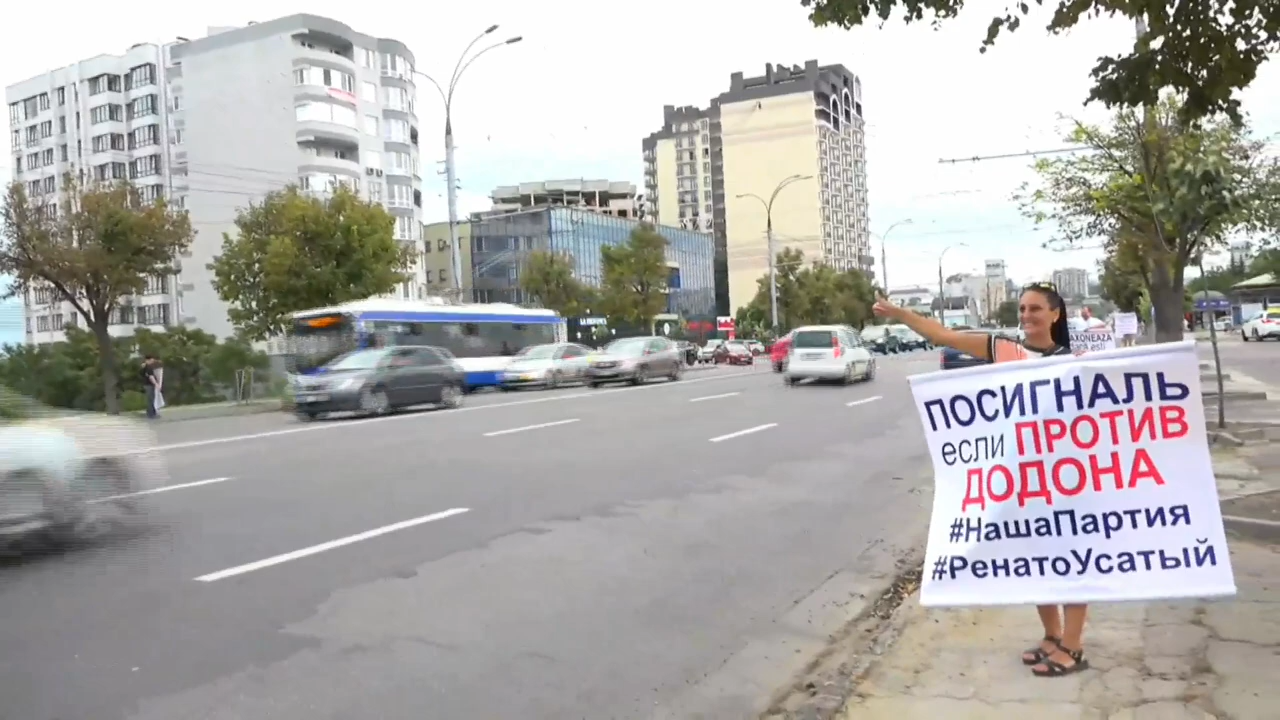 ПОСИГНАЛЬ
если ПРОТИВ
ДОДОНА
#НашаПартия
#РенатоУсатый